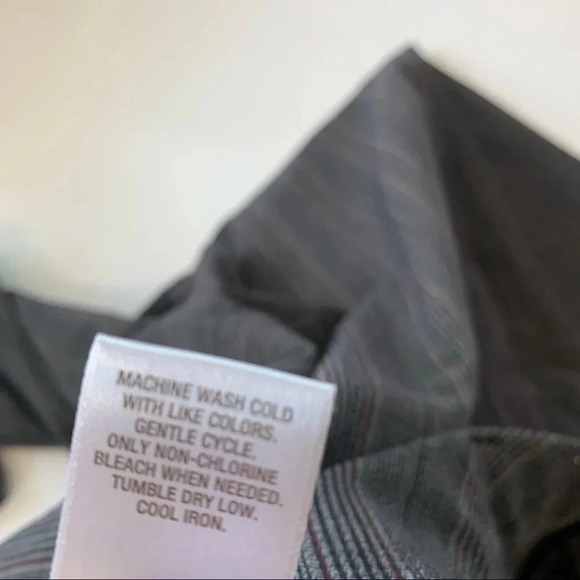 MACHINE WASH COLD
WITH LIKE COLORS.
GENTLE CYCLE.
ONLY NON-CHLORINE
BLEACH WHEN NEEDED.
TUMBLE DRY LOW.
COOL IRON.